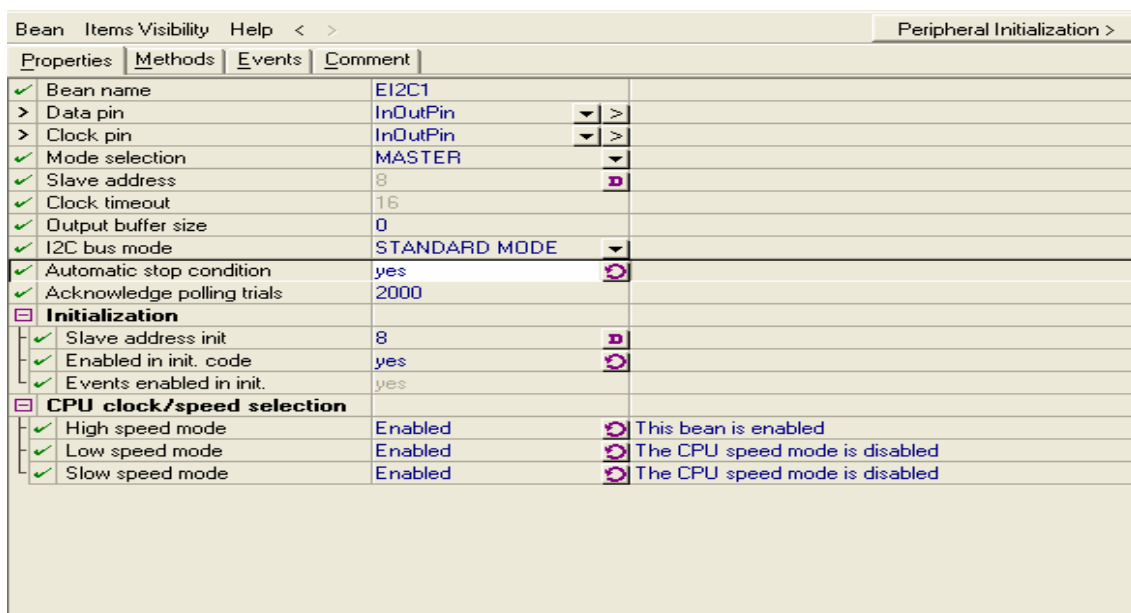 Bean Items Visibility Help < > Peripheral Initialization >
Properties Methods Events Comment
Bean name EI2C1
> Data pin InOutPin >
> Clock pin InOutPin >
Mode selection MASTER
Slave address 8 D
Clock timeout 16
Output buffer size 0
I2C bus mode STANDARD MODE
Automatic stop condition yes
Acknowledge polling trials 2000
Initialization
Slave address init 8 D
Enabled in init. code yes
Events enabled in init. yes
CPU clock/speed selection
High speed mode Enabled This bean is enabled
Low speed mode Enabled The CPU speed mode is disabled
Slow speed mode Enabled The CPU speed mode is disabled